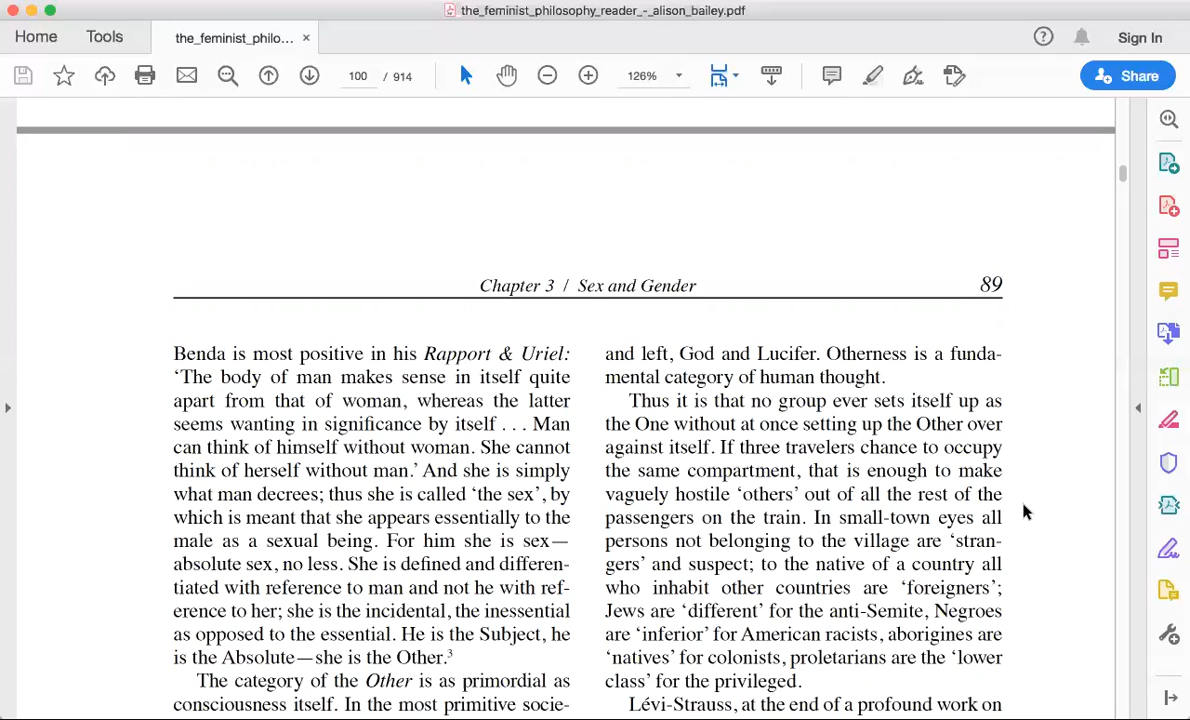 the_feminist_philosophy_reader_-_alison_bailey.pdf
Home
Tools
the_feminist_philo...
×
Sign In
100 / 914
126%
Share
Chapter 3 / Sex and Gender
89
Benda is most positive in his Rapport & Uriel:
‘The body of man makes sense in itself quite
apart from that of woman, whereas the latter
seems wanting in significance by itself . . . Man
can think of himself without woman. She cannot
think of herself without man.’ And she is simply
what man decrees; thus she is called ‘the sex’, by
which is meant that she appears essentially to the
male as a sexual being. For him she is sex—
absolute sex, no less. She is defined and differen-
tiated with reference to man and not he with ref-
erence to her; she is the incidental, the inessential
as opposed to the essential. He is the Subject, he
is the Absolute—she is the Other.³
The category of the Other is as primordial as
consciousness itself. In the most primitive socie-
and left, God and Lucifer. Otherness is a funda-
mental category of human thought.
Thus it is that no group ever sets itself up as
the One without at once setting up the Other over
against itself. If three travelers chance to occupy
the same compartment, that is enough to make
vaguely hostile ‘others’ out of all the rest of the
passengers on the train. In small-town eyes all
persons not belonging to the village are ‘stran-
gers’ and suspect; to the native of a country all
who inhabit other countries are ‘foreigners’;
Jews are ‘different’ for the anti-Semite, Negroes
are ‘inferior’ for American racists, aborigines are
‘natives’ for colonists, proletarians are the ‘lower
class’ for the privileged.
Lévi-Strauss, at the end of a profound work on